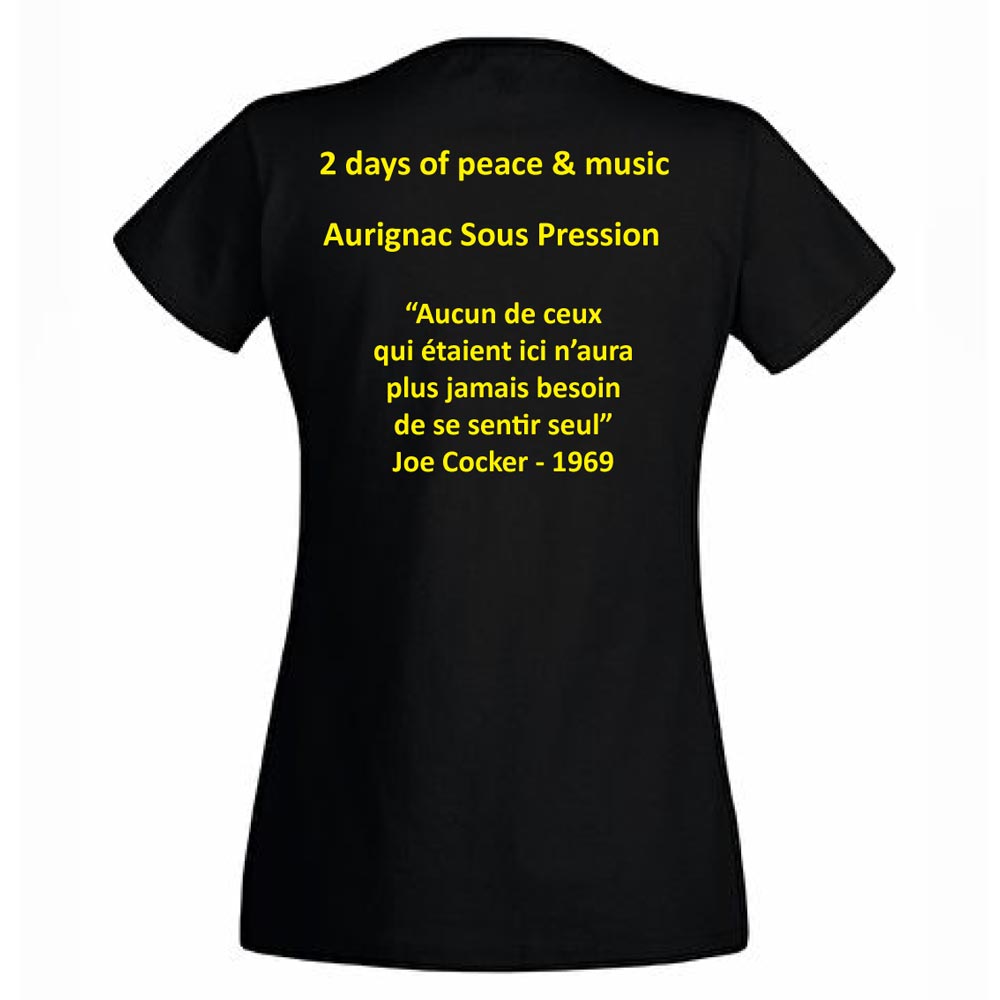 2 days of peace & music
Aurignac Sous Pression
“Aucun de ceux
qui étaient ici n’aura
plus jamais besoin
de se sentir seul”
Joe Cocker - 1969